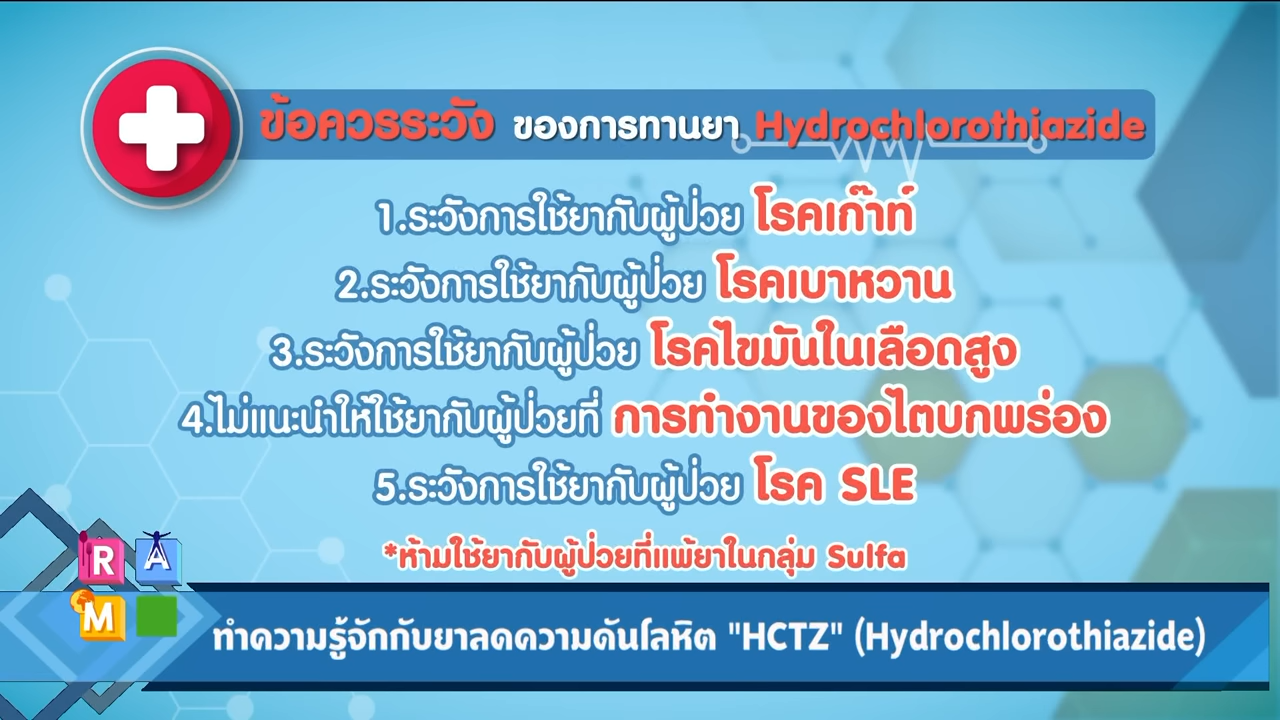 ข้อควรระวัง ของการทานยา Hydrochlorothiazide
1.ระวังการใช้ยากับผู้ป่วย โรคเก๊าท์
2.ระวังการใช้ยากับผู้ป่วย โรคเบาหวาน
3.ระวังการใช้ยากับผู้ป่วย โรคไขมันในเลือดสูง
4.ไม่แนะนำให้ใช้ยากับผู้ป่วยที่ การทำงานของไตบกพร่อง
5.ระวังการใช้ยากับผู้ป่วย โรค SLE
*ห้ามใช้ยากับผู้ป่วยที่แพ้ยาในกลุ่ม Sulfa
R A
M
ทำความรู้จักกับยาลดความดันโลหิต "HCTZ" (Hydrochlorothiazide)